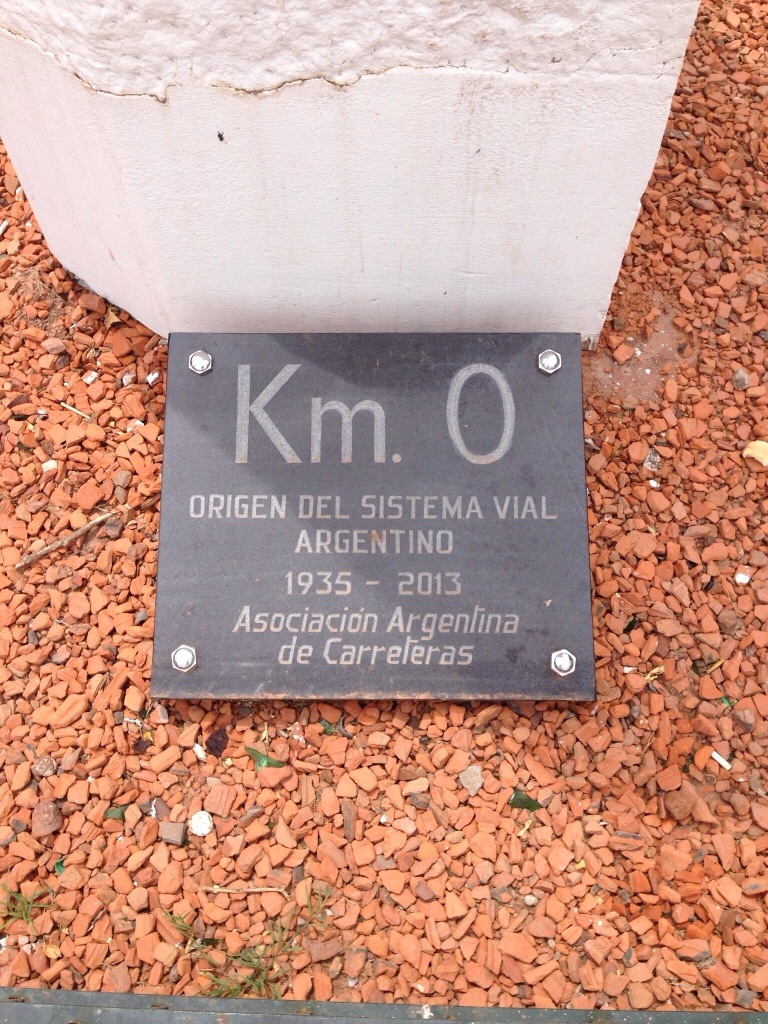 Km. 0
ORIGEN DEL SISTEMA VIAL
ARGENTINO
1935 - 2013
Asociación Argentina
de Carreteras